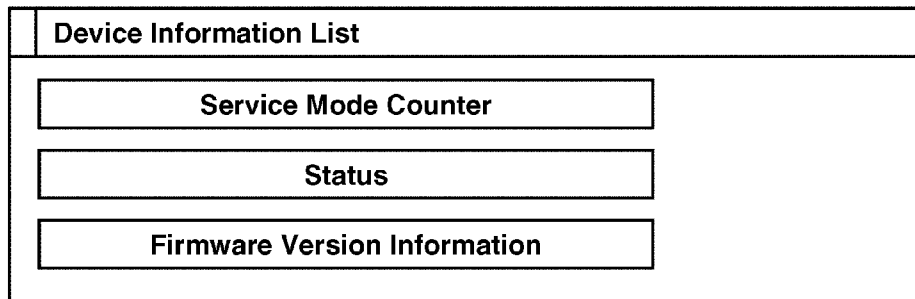 Device Information List
Service Mode Counter
Status
Firmware Version Information